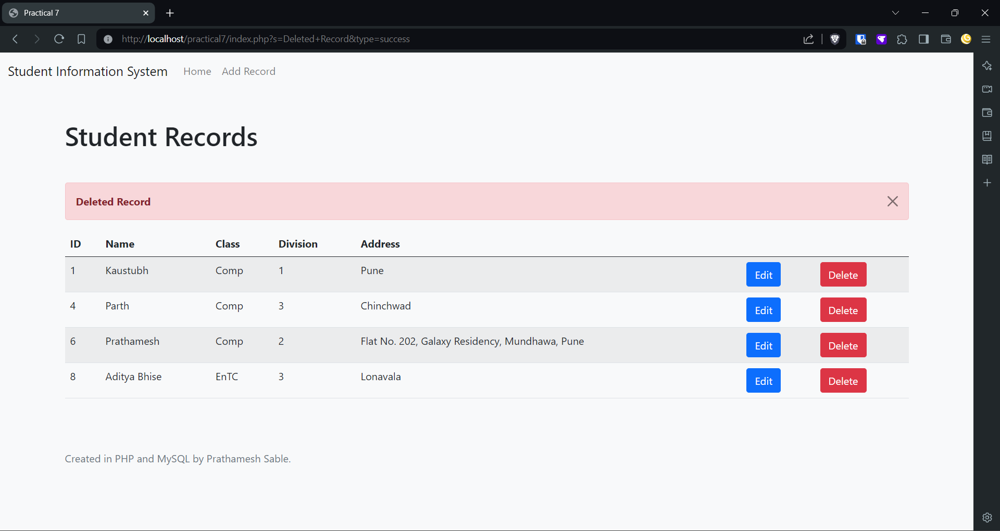 Practical 7
http://localhost/practical7/index.php?s=Deleted+Record&type=success
Student Information System Home Add Record
Student Records
Deleted Record
ID Name Class Division Address
1 Kaustubh Comp 1 Pune Edit Delete
4 Parth Comp 3 Chinchwad Edit Delete
6 Prathamesh Comp 2 Flat No. 202, Galaxy Residency, Mundhawa, Pune Edit Delete
8 Aditya Bhise EnTC 3 Lonavala Edit Delete
Created in PHP and MySQL by Prathamesh Sable.